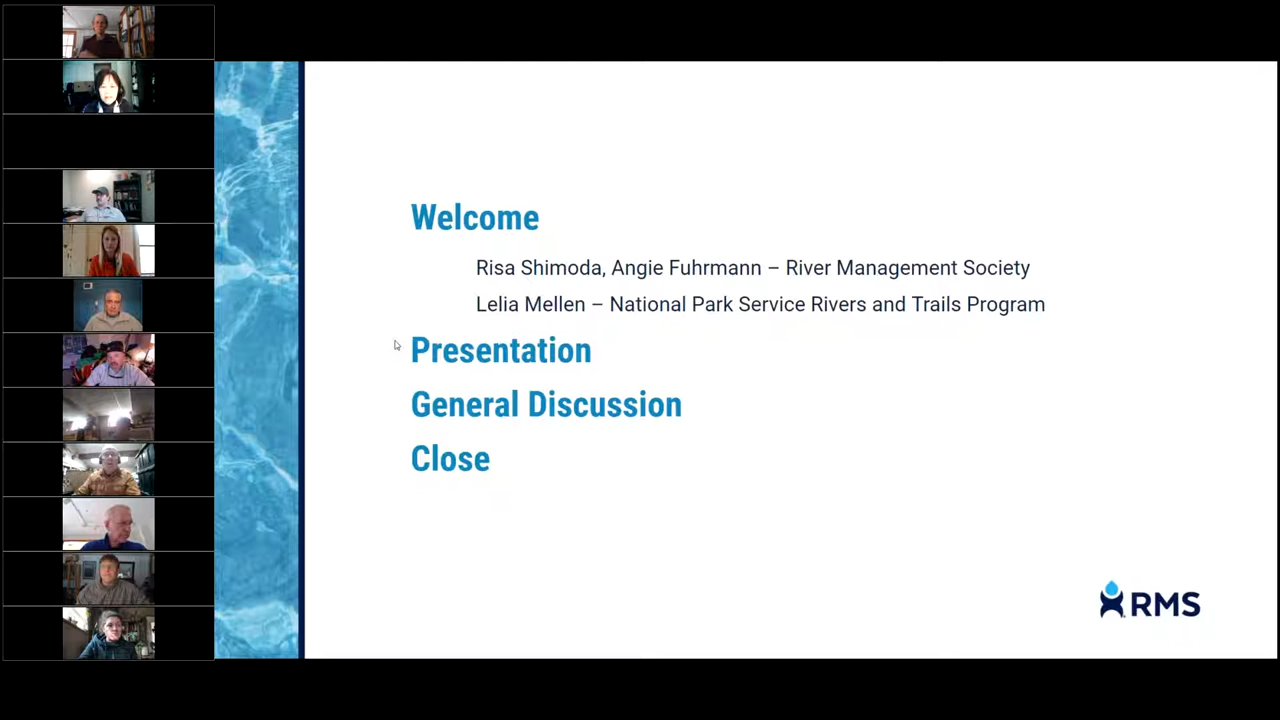 Welcome
Risa Shimoda, Angie Fuhrmann – River Management Society
Lelia Mellen – National Park Service Rivers and Trails Program
Presentation
General Discussion
Close
RMS